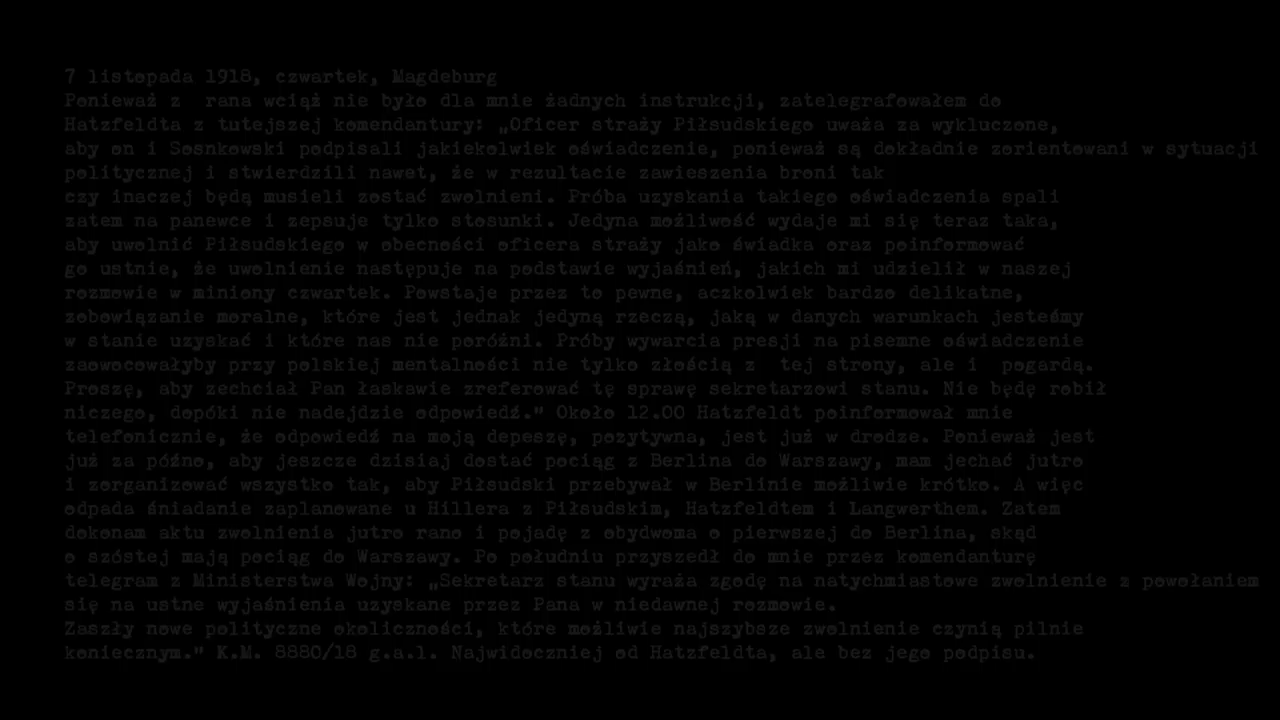 7 listopada 1918, czwartek, Magdeburg
Ponieważ z  rana wciąż nie było dla mnie żadnych instrukcji, zatelegrafowałem do
Hatzfeldta z tutejszej komendantury: „Oficer straży Piłsudskiego uważa za wykluczone,
aby on i Sosnkowski podpisali jakiekolwiek oświadczenie, ponieważ są dokładnie zorientowani w sytuacji
politycznej i stwierdzili nawet, że w rezultacie zawieszenia broni tak
czy inaczej będą musieli zostać zwolnieni. Próba uzyskania takiego oświadczenia spali
zatem na panewce i zepsuje tylko stosunki. Jedyna możliwość wydaje mi się teraz taka,
aby uwolnić Piłsudskiego w obecności oficera straży jako świadka oraz poinformować
go ustnie, że uwolnienie następuje na podstawie wyjaśnień, jakich mi udzielił w naszej
rozmowie w miniony czwartek. Powstaje przez to pewne, aczkolwiek bardzo delikatne,
zobowiązanie moralne, które jest jednak jedyną rzeczą, jaką w danych warunkach jesteśmy
w stanie uzyskać i które nas nie poróżni. Próby wywarcia presji na pisemne oświadczenie
zaowocowałyby przy polskiej mentalności nie tylko złością z  tej strony, ale i  pogardą.
Proszę, aby zechciał Pan łaskawie zreferować tę sprawę sekretarzowi stanu. Nie będę robił
niczego, dopóki nie nadejdzie odpowiedź." Około 12.00 Hatzfeldt poinformował mnie
telefonicznie, że odpowiedź na moją depeszę, pozytywna, jest już w drodze. Ponieważ jest
już za późno, aby jeszcze dzisiaj dostać pociąg z Berlina do Warszawy, mam jechać jutro
i zorganizować wszystko tak, aby Piłsudski przebywał w Berlinie możliwie krótko. A więc
odpada śniadanie zaplanowane u Hillera z Piłsudskim, Hatzfeldtem i Langwerthem. Zatem
dokonam aktu zwolnienia jutro rano i pojadę z obydwoma o pierwszej do Berlina, skąd
o szóstej mają pociąg do Warszawy. Po południu przyszedł do mnie przez komendanturę
telegram z Ministerstwa Wojny: „Sekretarz stanu wyraża zgodę na natychmiastowe zwolnienie z powołaniem
się na ustne wyjaśnienia uzyskane przez Pana w niedawnej rozmowie.
Zaszły nowe polityczne okoliczności, które możliwie najszybsze zwolnienie czynią pilnie
koniecznym." K.M. 8880/18 g.a.l. Najwidoczniej od Hatzfeldta, ale bez jego podpisu.